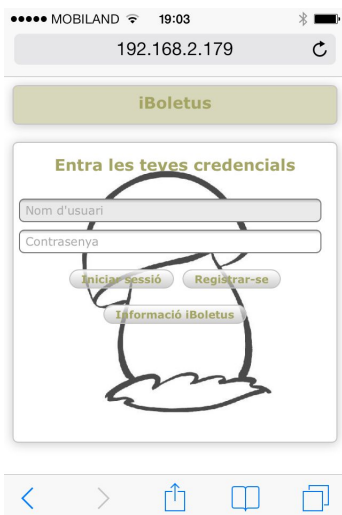 MOBILAND 19:03
192.168.2.179
iBoletus
Entra les teves credencials
Nom d'usuari
Contrasenya
Iniciar sessió Registrar-se
Informació iBoletus